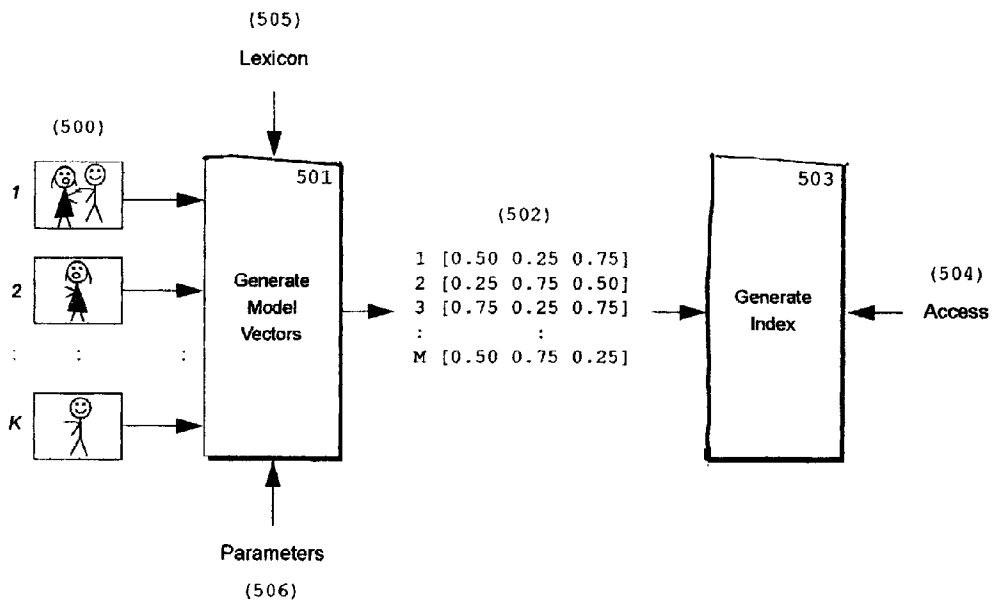 (505)
Lexicon
(500)
1
2
: : :
K
501
Generate
Model
Vectors
(502)
1 [0.50 0.25 0.75]
2 [0.25 0.75 0.50]
3 [0.75 0.25 0.75]
: :
M [0.50 0.75 0.25]
503
Generate
Index
(504)
Access
Parameters
(506)